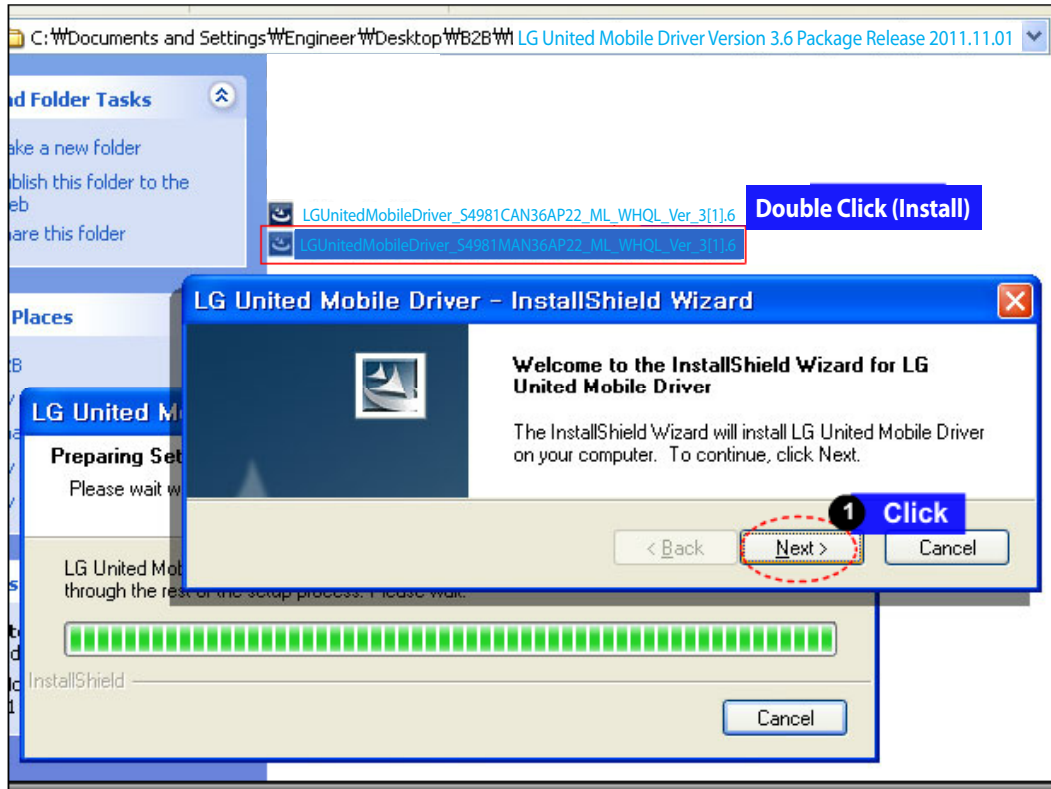 C:₩Documents and Settings₩Engineer₩Desktop₩B2B₩ LG United Mobile Driver Version 3.6 Package Release 2011.11.01
nd Folder Tasks
ake a new folder
ublish this folder to the
eb
are this folder
LGUnitedMobileDriver_S4981CAN36AP22_ML_WHQL_Ver_3[1].6
Double Click (Install)
LGUnitedMobileDriver_S4981MAN36AP22_ML_WHQL_Ver_3[1].6
Places
LG United Mobile Driver - InstallShield Wizard
Welcome to the InstallShield Wizard for LG
United Mobile Driver
The InstallShield Wizard will install LG United Mobile Driver
on your computer. To continue, click Next.
1 Click
< Back
Next >
Cancel
LG United M
Preparing Set
Please wait w
LG United Mob
through the rest of the setup process. Please wait.
InstallShield
Cancel